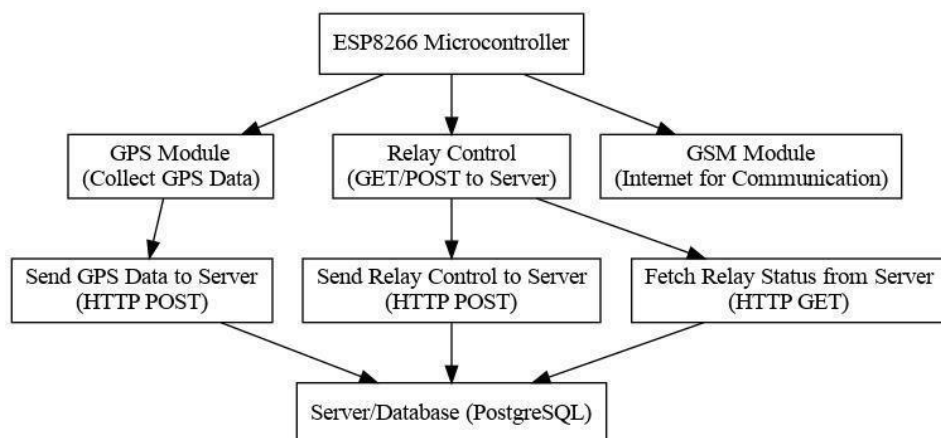 ESP8266 Microcontroller
GPS Module
(Collect GPS Data)
Relay Control
(GET/POST to Server)
GSM Module
(Internet for Communication)
Send GPS Data to Server
(HTTP POST)
Send Relay Control to Server
(HTTP POST)
Fetch Relay Status from Server
(HTTP GET)
Server/Database (PostgreSQL)